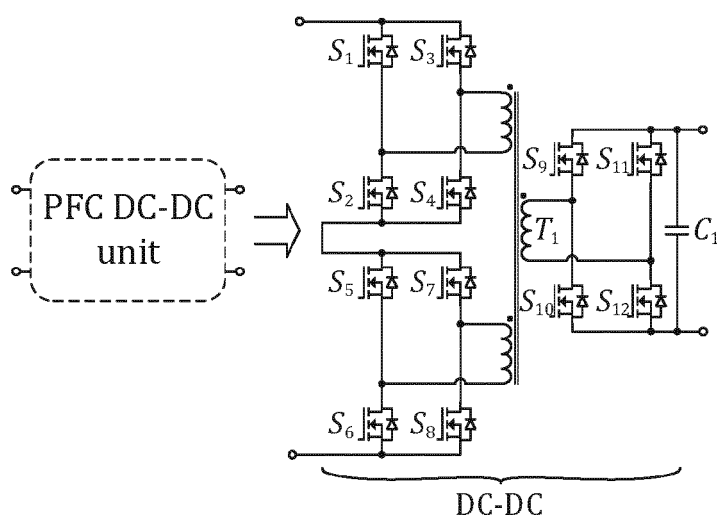 S1 S3
S9 S11
S2 S4
PFC DC-DC
unit
T1 C1
S5 S7
S10 S12
S6 S8
DC-DC